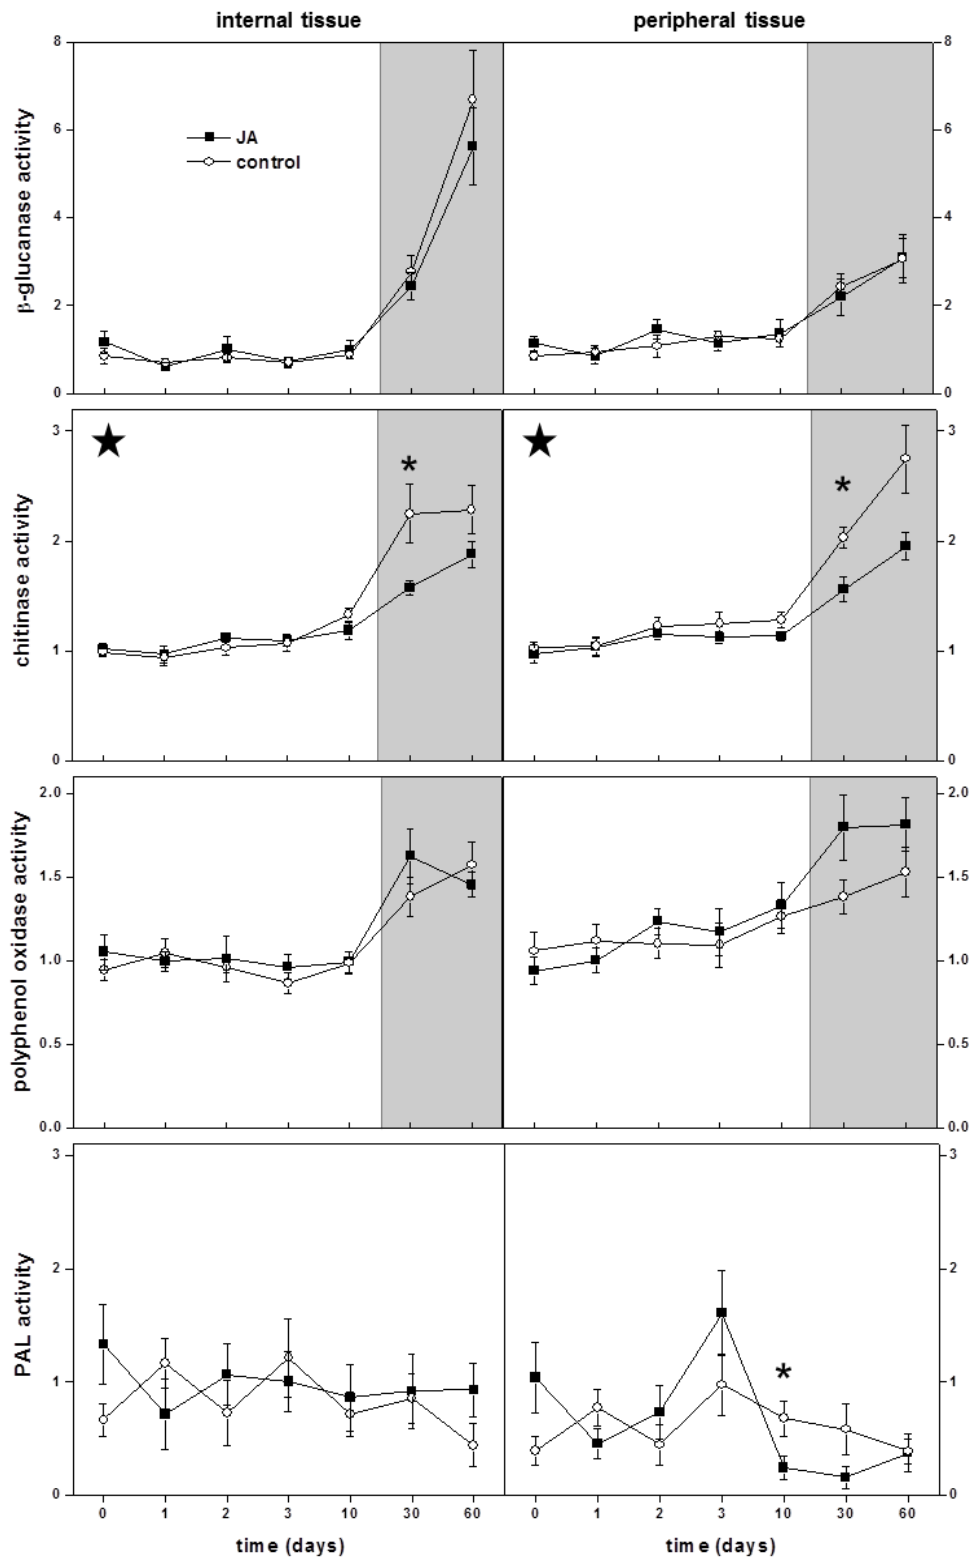 internal tissue peripheral tissue
8 8
6 6
4 4
2 2
0 0
β-glucanase activity
JA
control
3 3
2 2
1 1
0 0
chitinase activity
★ ★
* *
2.0 2.0
1.5 1.5
1.0 1.0
0.5 0.5
0.0 0.0
polyphenol oxidase activity
3 3
2 2
1 1
0 0
PAL activity
*
0 1 2 3 10 30 60 0 1 2 3 10 30 60
time (days) time (days)